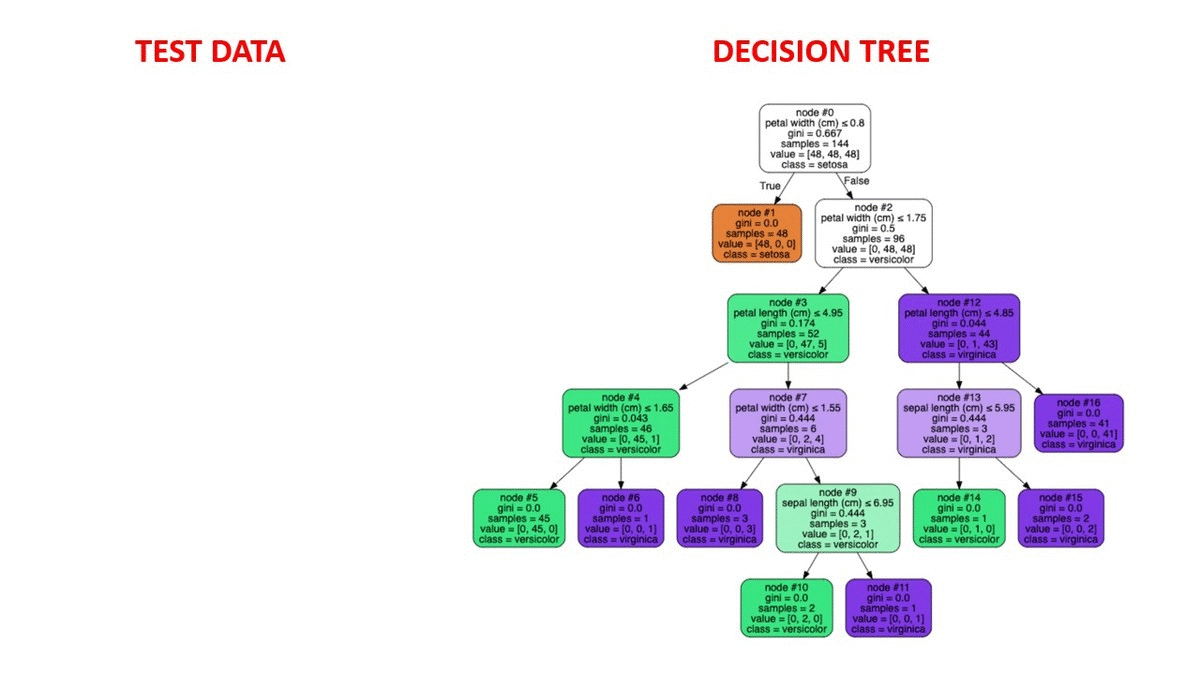 TEST DATA
DECISION TREE
node #0
petal width (cm) ≤ 0.8
gini = 0.667
samples = 144
value = [48, 48, 48]
class = setosa
True
False
node #1
gini = 0.0
samples = 48
value = [48, 0, 0]
class = setosa
node #2
petal width (cm) ≤ 1.75
gini = 0.5
samples = 96
value = [0, 48, 48]
class = versicolor
node #3
petal length (cm) ≤ 4.95
gini = 0.174
samples = 52
value = [0, 47, 5]
class = versicolor
node #12
petal length (cm) ≤ 4.85
gini = 0.044
samples = 44
value = [0, 1, 43]
class = virginica
node #4
petal width (cm) ≤ 1.65
gini = 0.043
samples = 46
value = [0, 45, 1]
class = versicolor
node #7
petal width (cm) ≤ 1.55
gini = 0.444
samples = 6
value = [0, 2, 4]
class = virginica
node #13
sepal length (cm) ≤ 5.95
gini = 0.444
samples = 3
value = [0, 1, 2]
class = virginica
node #16
gini = 0.0
samples = 41
value = [0, 0, 41]
class = virginica
node #5
gini = 0.0
samples = 45
value = [0, 45, 0]
class = versicolor
node #6
gini = 0.0
samples = 1
value = [0, 0, 1]
class = virginica
node #8
gini = 0.0
samples = 3
value = [0, 0, 3]
class = virginica
node #9
sepal length (cm) ≤ 6.95
gini = 0.444
samples = 3
value = [0, 2, 1]
class = versicolor
node #14
gini = 0.0
samples = 1
value = [0, 1, 0]
class = versicolor
node #15
gini = 0.0
samples = 2
value = [0, 0, 2]
class = virginica
node #10
gini = 0.0
samples = 2
value = [0, 2, 0]
class = versicolor
node #11
gini = 0.0
samples = 1
value = [0, 0, 1]
class = virginica